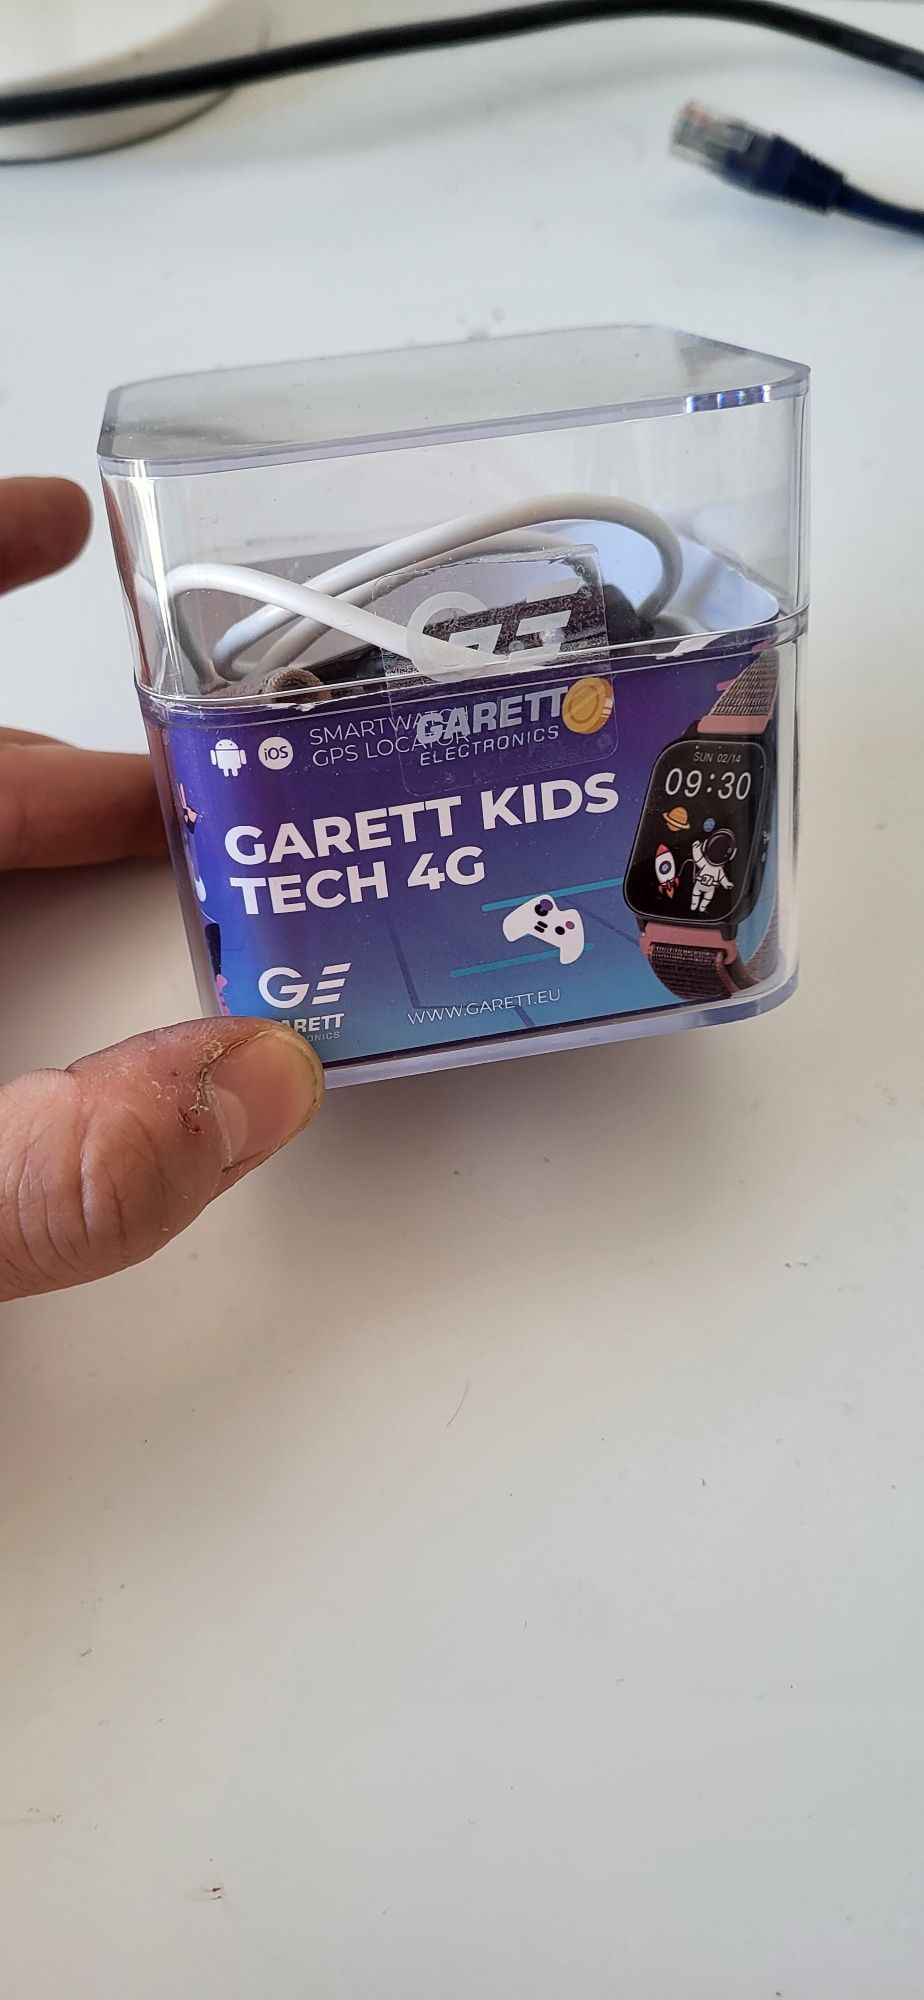 GE
GARETT
ELECTRONICS
iOS
SMARTWATCH
GPS LOCATOR
GARETT KIDS
TECH 4G
SUN 02/14
09:30
GE
WWW.GARETT.EU